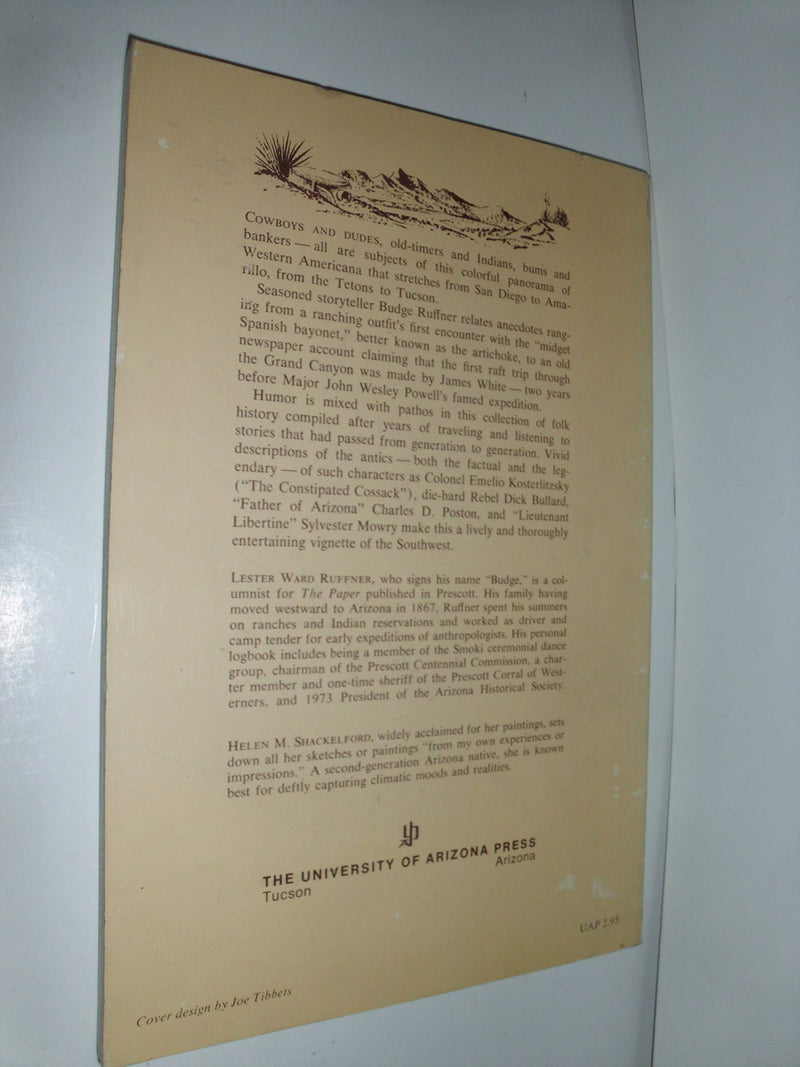 COWBOYS AND DUDES, old-timers and Indians, bums and
bankers — all are subjects of this colorful panorama of
Western Americana that stretches from San Diego to Ama-
rillo, from the Tetons to Tucson.
Seasoned storyteller Budge Ruffner relates anecdotes rang-
ing from a ranching outfit's first encounter with the "midget
Spanish bayonet," better known as the artichoke, to an old
newspaper account claiming that the first raft trip through
the Grand Canyon was made by James White — two years
before Major John Wesley Powell's famed expedition.
Humor is mixed with pathos in this collection of folk
history compiled after years of traveling and listening to
stories that had passed from generation to generation. Vivid
descriptions of the antics — both the factual and the leg-
endary — of such characters as Colonel Emelio Kosterlitzsky
("The Constipated Cossack"), die-hard Rebel Dick Bullard,
"Father of Arizona" Charles D. Poston, and "Lieutenant
Libertine" Sylvester Mowry make this a lively and thoroughly
entertaining vignette of the Southwest.
LESTER WARD RUFFNER, who signs his name "Budge," is a col-
umnist for The Paper published in Prescott. His family having
moved westward to Arizona in 1867, Ruffner spent his summers
on ranches and Indian reservations and worked as driver and
camp tender for early expeditions of anthropologists. His personal
logbook includes being a member of the Smoki ceremonial dance
group, chairman of the Prescott Centennial Commission, a char-
ter member and one-time sheriff of the Prescott Corral of West-
erners, and 1973 President of the Arizona Historical Society.
HELEN M. SHACKELFORD, widely acclaimed for her paintings, sets
down all her sketches or paintings "from my own experiences or
impressions." A second-generation Arizona native, she is known
best for deftly capturing climatic moods and realities.
THE UNIVERSITY OF ARIZONA PRESS
Tucson Arizona
UAP 2.95
Cover design by Joe Tibbets